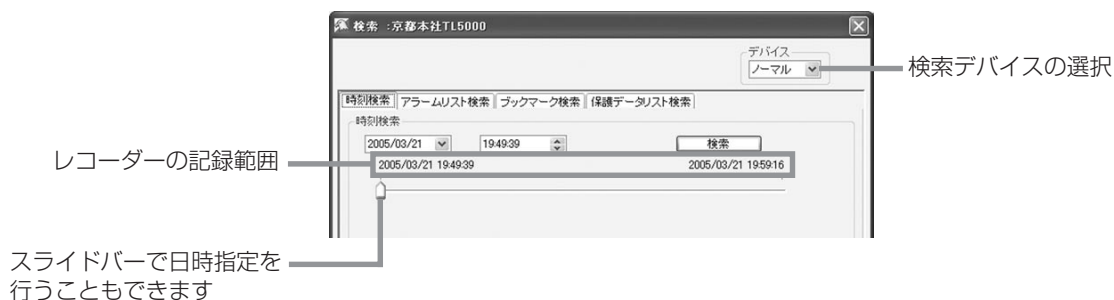 検索 :京都本社TL5000
デバイス
ノーマル
検索デバイスの選択
時刻検索 アラームリスト検索 ブックマーク検索 保護データリスト検索
時刻検索
2005/03/21 19:49:39 検索
レコーダーの記録範囲
2005/03/21 19:49:39 2005/03/21 19:59:16
スライドバーで日時指定を
行うこともできます